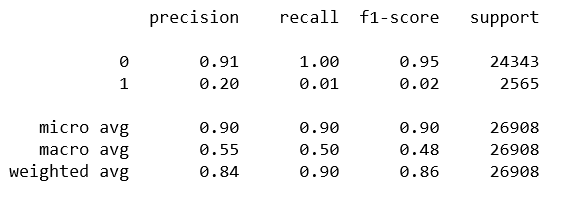 precision recall f1-score support
0 0.91 1.00 0.95 24343
1 0.20 0.01 0.02 2565
micro avg 0.90 0.90 0.90 26908
macro avg 0.55 0.50 0.48 26908
weighted avg 0.84 0.90 0.86 26908